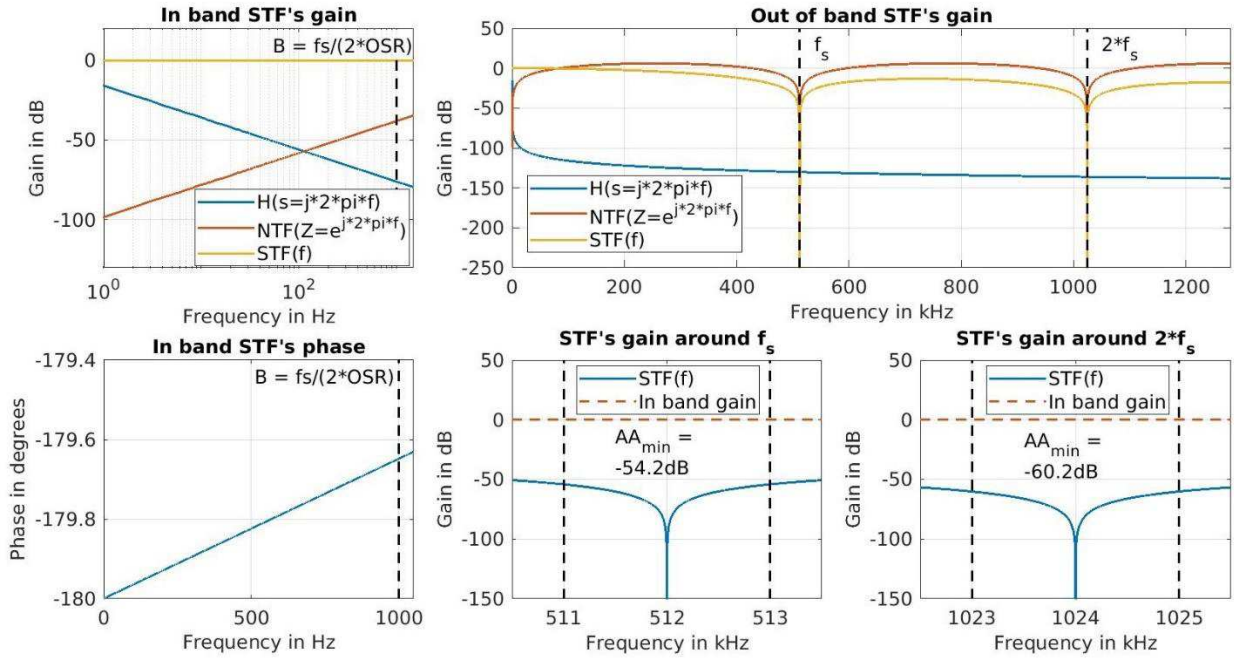 In band STF's gain
B = fs/(2*OSR)
0
-50
-100
Gain in dB
H(s=j*2*pi*f)
NTF(Z=e^{j*2*pi*f})
STF(f)
10^0
10^2
Frequency in Hz
Out of band STF's gain
f_s
2*f_s
50
0
-50
-100
-150
-200
-250
Gain in dB
H(s=j*2*pi*f)
NTF(Z=e^{j*2*pi*f})
STF(f)
0
200
400
600
800
1000
1200
Frequency in kHz
In band STF's phase
B = fs/(2*OSR)
-179.4
-179.6
-179.8
-180
Phase in degrees
0
500
1000
Frequency in Hz
STF's gain around f_s
50
0
-50
-100
-150
Gain in dB
STF(f)
In band gain
AA_min =
-54.2dB
511
512
513
Frequency in kHz
STF's gain around 2*f_s
50
0
-50
-100
-150
Gain in dB
STF(f)
In band gain
AA_min =
-60.2dB
1023
1024
1025
Frequency in kHz